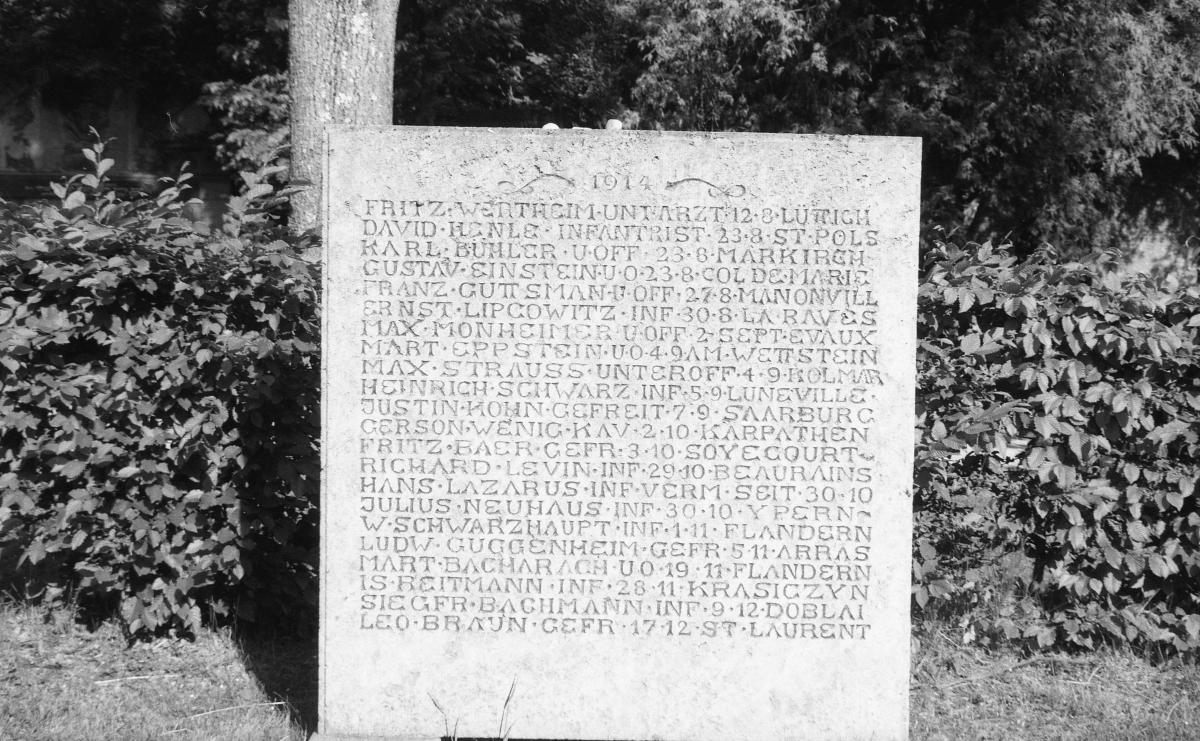 1914
FRITZ·WERTHEIM·UNT·ARZT·12·8·LÜTTICH
DAVID·HENLE·INFANTRIST·23·8·ST·POLS
KARL·BÜHLER·U·OFF·23·8·MARKIRCH·
GUSTAV·EINSTEIN·U·O·23·8·COL DE·MARIE
FRANZ·GUTTSMAN·U·OFF·27·8·MANONVILL
ERNST·LIPCOWITZ·INF·30·8·LA RAVES
MAX·MONHEIMER·U·OFF·2·SEPT·EVAUX
MART·EPPSTEIN·U·O·4·9·AM·WETTSTEIN
MAX·STRAUSS·UNTEROFF·4·9·KOLMAR
HEINRICH·SCHWARZ·INF·5·9·LUNEVILLE·
JUSTIN·HOHN·GEFREIT·7·9·SAARBURG
GERSON·WENIG·KAV·2·10·KARPATHEN
FRITZ·BAER·GEFR·3·10·SOYECOURT
RICHARD·LEVIN·INF·29·10·BEAURAINS
HANS·LAZARUS·INF·VERM·SEIT·30·10
JULIUS·NEUHAUS·INF·30·10·YPERN
W·SCHWARZHAUPT·INF·1·11·FLANDERN
LUDW·GUGGENHEIM·GEFR·5·11·ARRAS
MART·BACHARACH·U·O·19·11·FLANDERN
IS·REITMANN·INF·28·11·KRASICZYN
SIEGFR·BACHMANN·INF·9·12·DOBLAI
LEO·BRAUN·GEFR·17·12·ST·LAURENT